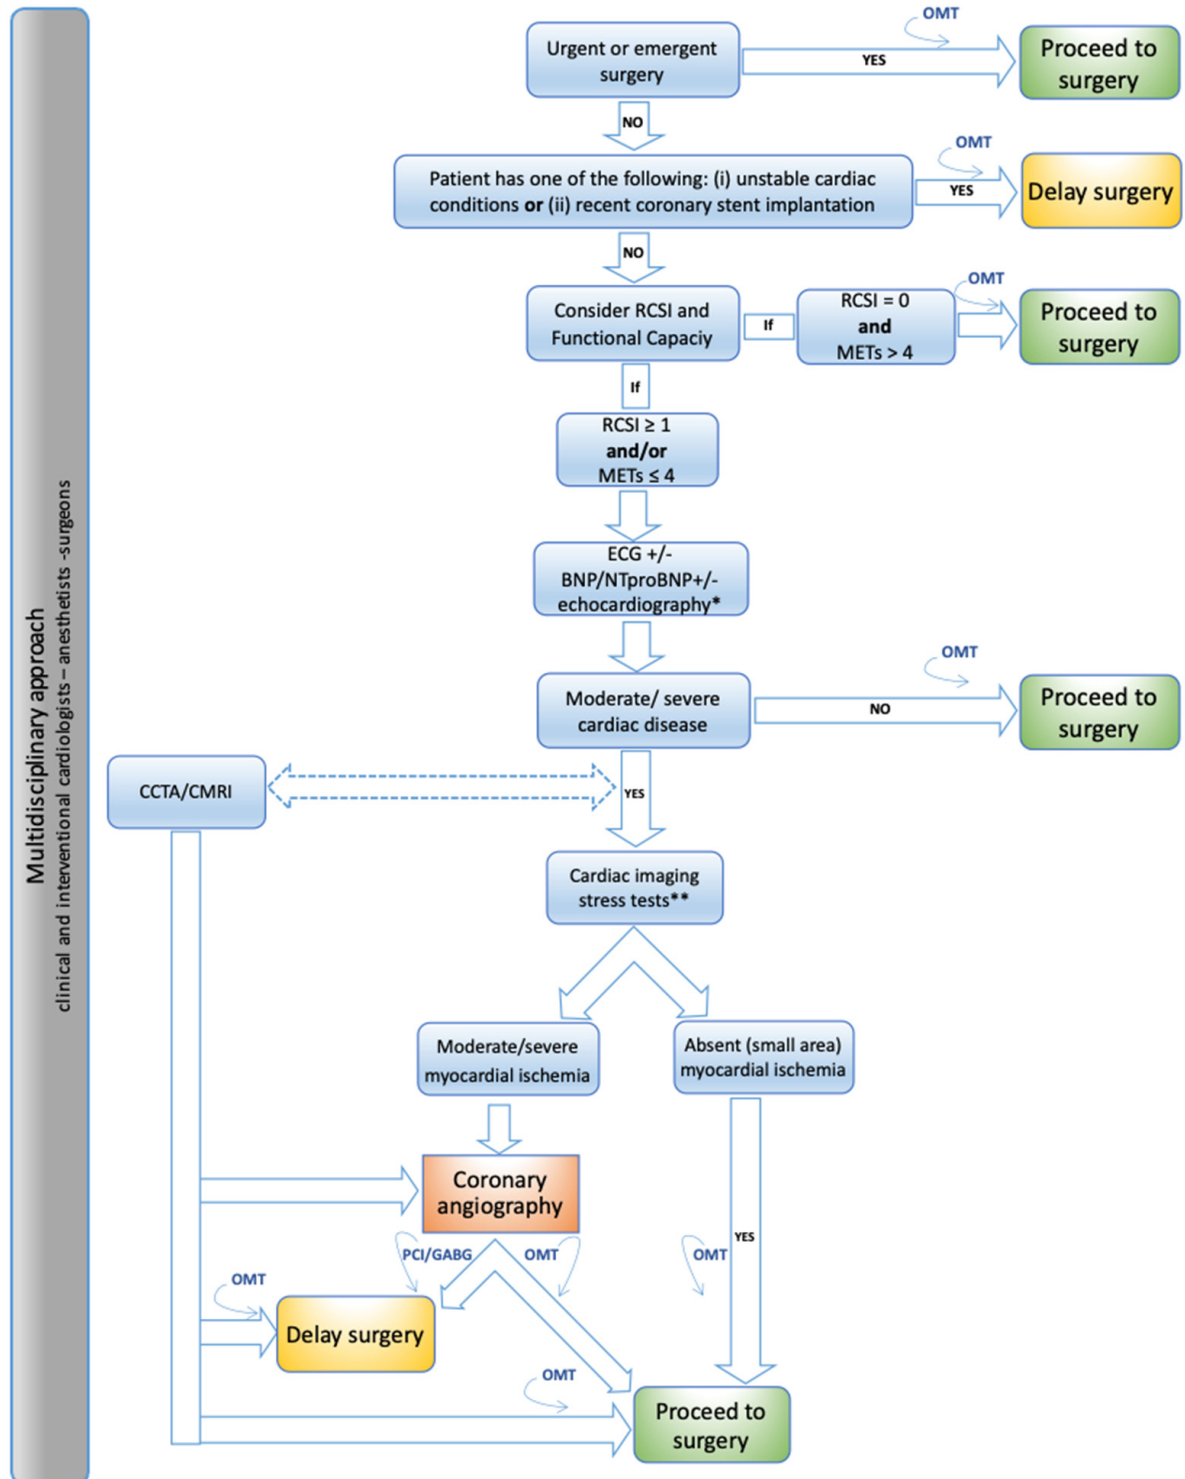 Multidisciplinary approach
clinical and interventional cardiologists – anesthetists -surgeons
Urgent or emergent
surgery
YES
OMT
Proceed to
surgery
NO
Patient has one of the following: (i) unstable cardiac
conditions or (ii) recent coronary stent implantation
YES
OMT
Delay surgery
NO
Consider RCSI and
Functional Capaciy
If
RCSI = 0
and
METs > 4
OMT
Proceed to
surgery
If
RCSI ≥ 1
and/or
METs ≤ 4
ECG +/-
BNP/NTproBNP+/-
echocardiography*
Moderate/ severe
cardiac disease
NO
OMT
Proceed to
surgery
CCTA/CMRI
YES
Cardiac imaging
stress tests**
Moderate/severe
myocardial ischemia
Absent (small area)
myocardial ischemia
Coronary
angiography
PCI/GABG
OMT
OMT
YES
OMT
Delay surgery
OMT
Proceed to
surgery